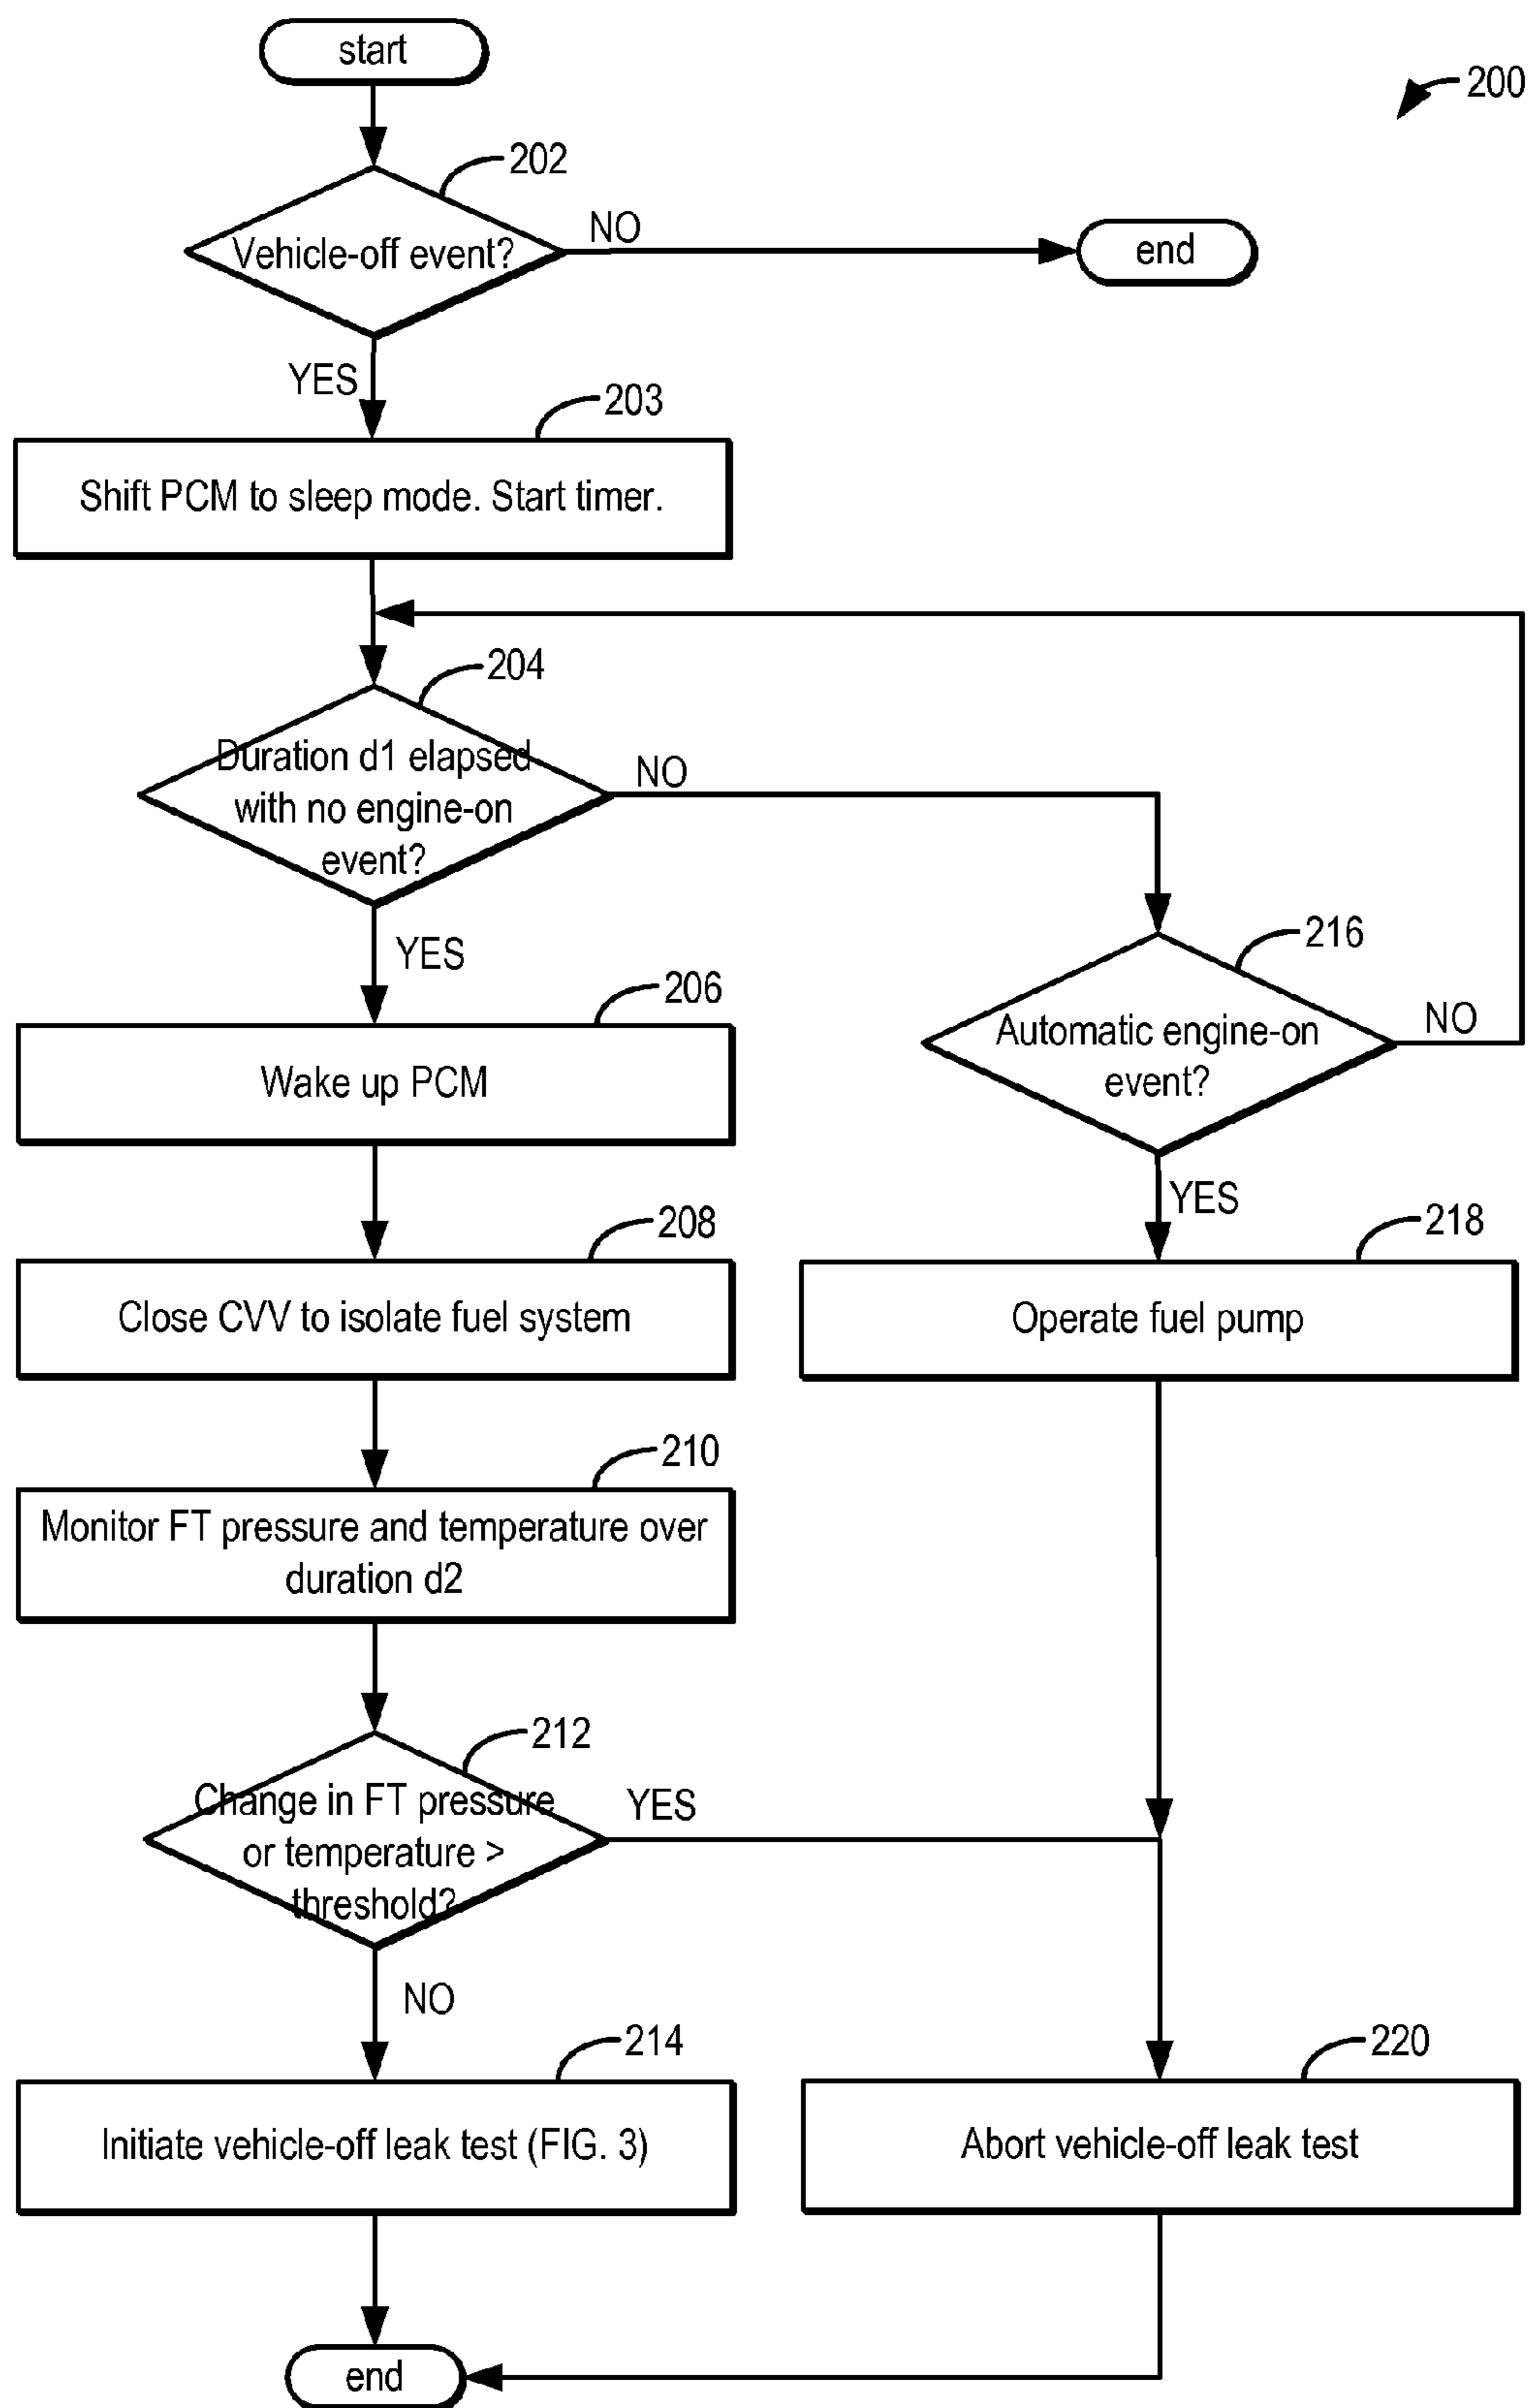 start
200
202
Vehicle-off event?
NO
end
YES
203
Shift PCM to sleep mode. Start timer.
204
Duration d1 elapsed
with no engine-on
event?
NO
YES
216
Automatic engine-on
event?
NO
206
Wake up PCM
YES
208
Close CVV to isolate fuel system
218
Operate fuel pump
210
Monitor FT pressure and temperature over
duration d2
212
Change in FT pressure
or temperature >
threshold?
YES
NO
214
Initiate vehicle-off leak test (FIG. 3)
220
Abort vehicle-off leak test
end